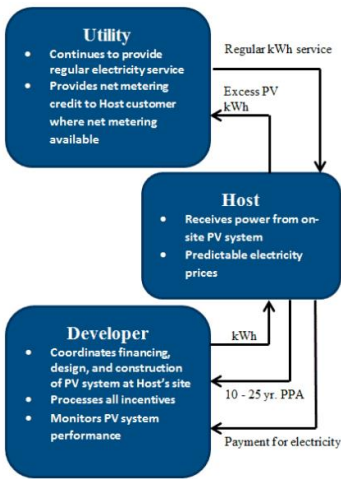 Utility
• Continues to provide
regular electricity service
• Provides net metering
credit to Host customer
where net metering
available
Regular kWh service
Excess PV
kWh
Host
• Receives power from on-
site PV system
• Predictable electricity
prices
Developer
• Coordinates financing,
design, and construction
of PV system at Host's site
• Processes all incentives
• Monitors PV system
performance
kWh
10 - 25 yr. PPA
Payment for electricity